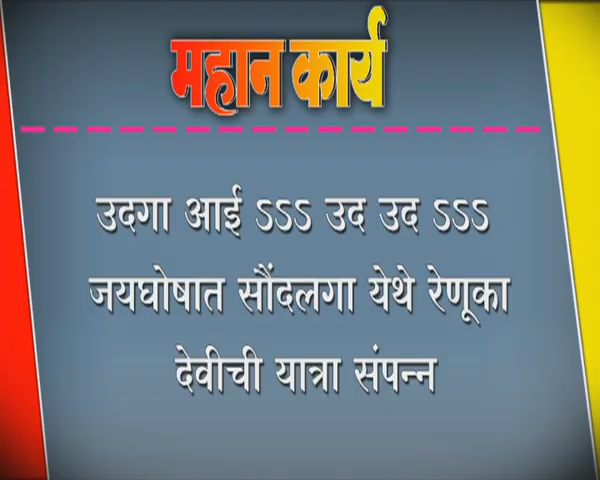 महान कार्य
उदगा आई ऽऽऽ उद उद ऽऽऽ
जयघोषात सौंदलगा येथे रेणूका
देवीची यात्रा संपन्न